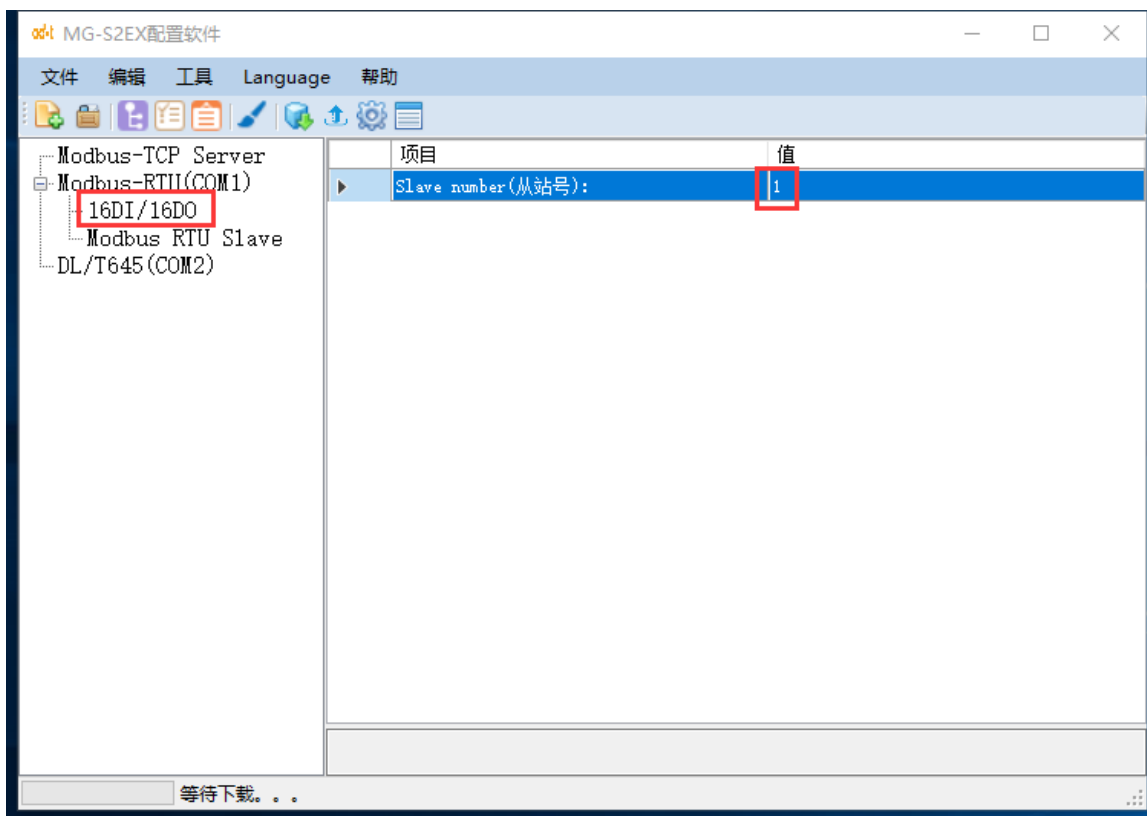 odot MG-S2EX配置软件
文件 编辑 工具 Language 帮助
Modbus-TCP Server
Modbus-RTU(COM1)
16DI/16DO
Modbus RTU Slave
DL/T645(COM2)
项目 值
Slave number(从站号): 1
等待下载。。。